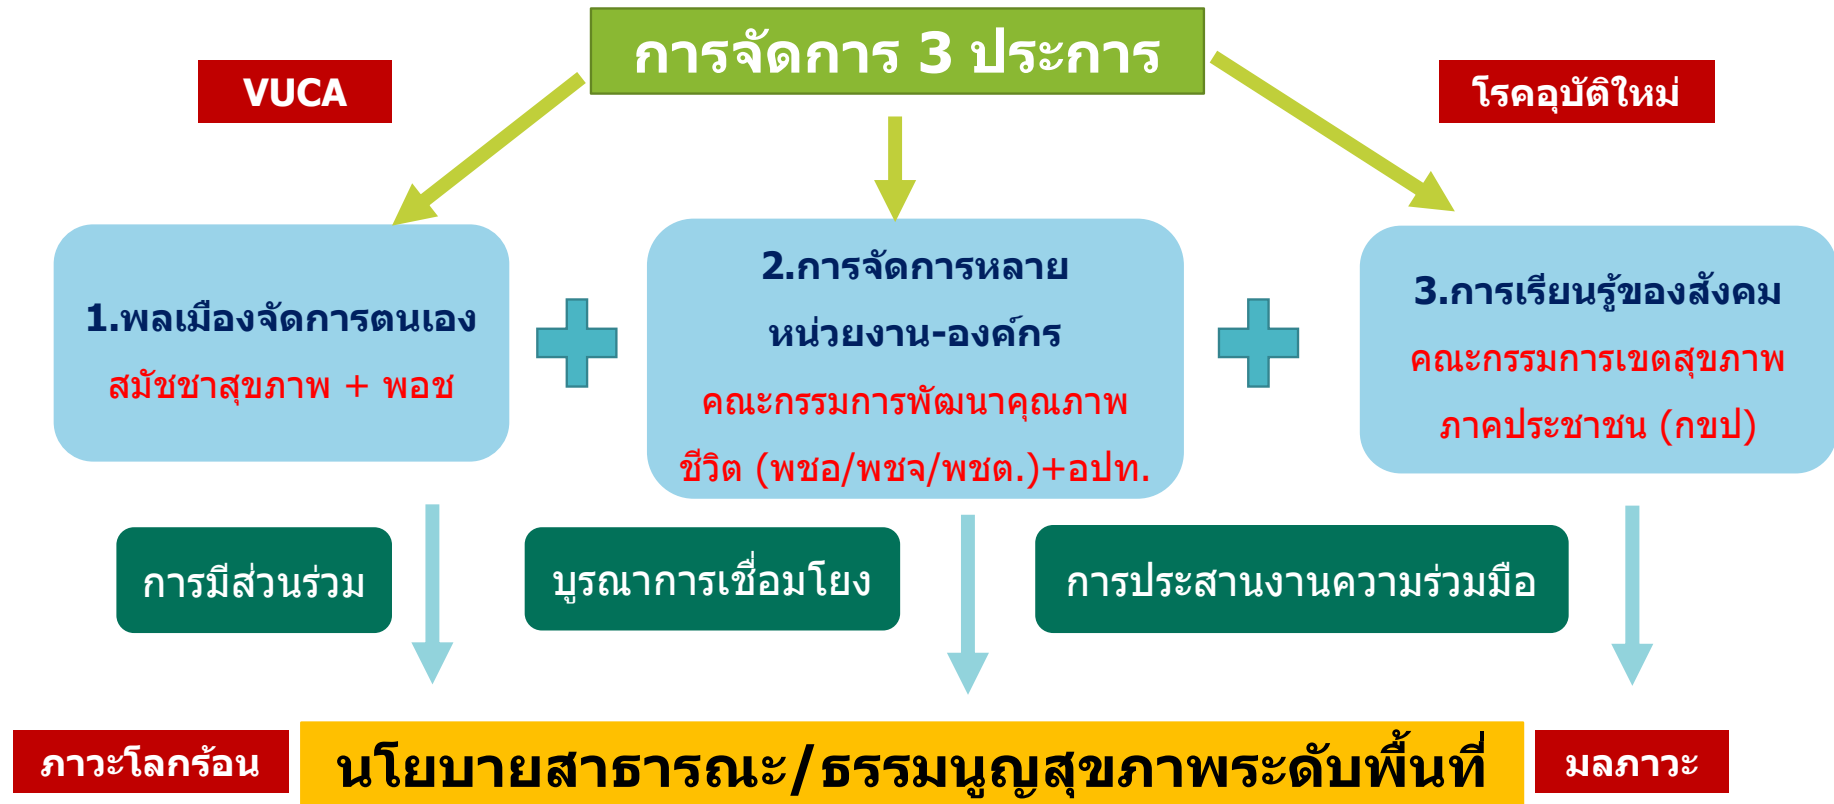 การจัดการ 3 ประการ
VUCA
โรคอุบัติใหม่
1.พลเมืองจัดการตนเอง
สมัชชาสุขภาพ + พอช
2.การจัดการหลาย
หน่วยงาน-องค์กร
คณะกรรมการพัฒนาคุณภาพ
ชีวิต (พชอ/พชจ/พชต.)+อปท.
3.การเรียนรู้ของสังคม
คณะกรรมการเขตสุขภาพ
ภาคประชาชน (กขป)
การมีส่วนร่วม
บูรณาการเชื่อมโยง
การประสานงานความร่วมมือ
ภาวะโลกร้อน
นโยบายสาธารณะ/ธรรมนูญสุขภาพระดับพื้นที่
มลภาวะ